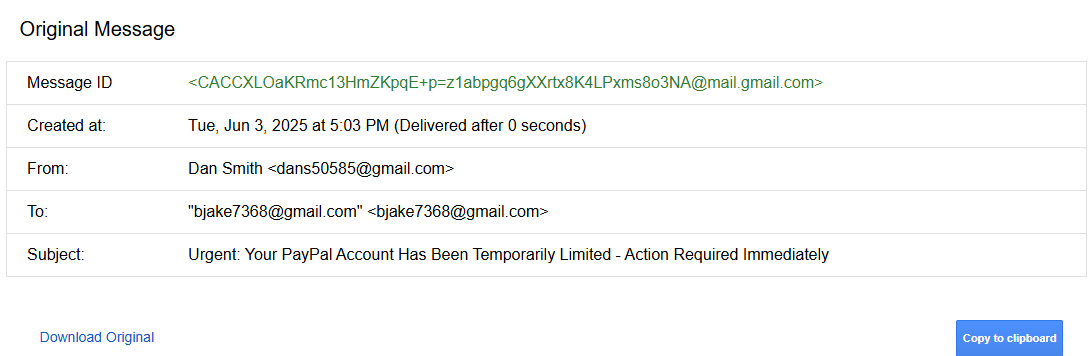 Original Message
Message ID <CACCXLOaKRmc13HmZKpqE+p=z1abpgq6gXXrtx8K4LPxms8o3NA@mail.gmail.com>
Created at: Tue, Jun 3, 2025 at 5:03 PM (Delivered after 0 seconds)
From: Dan Smith <dans50585@gmail.com>
To: "bjake7368@gmail.com" <bjake7368@gmail.com>
Subject: Urgent: Your PayPal Account Has Been Temporarily Limited - Action Required Immediately
Download Original Copy to clipboard